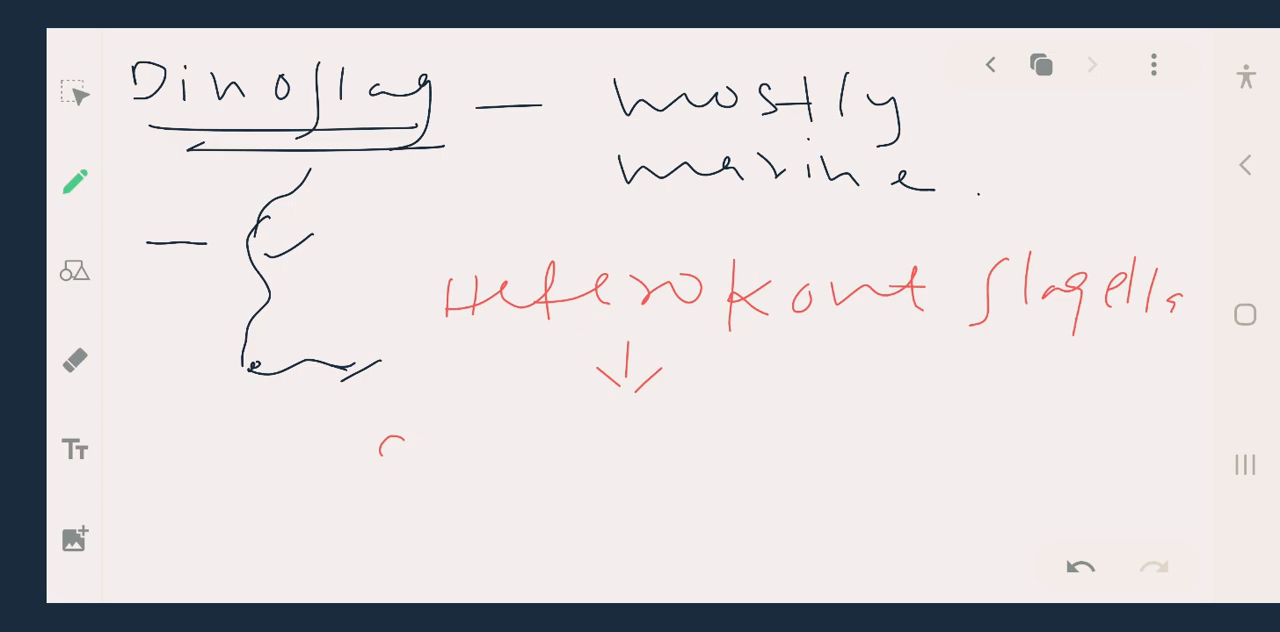 Dinoflag — mostly
marine.
Heterokont flagella